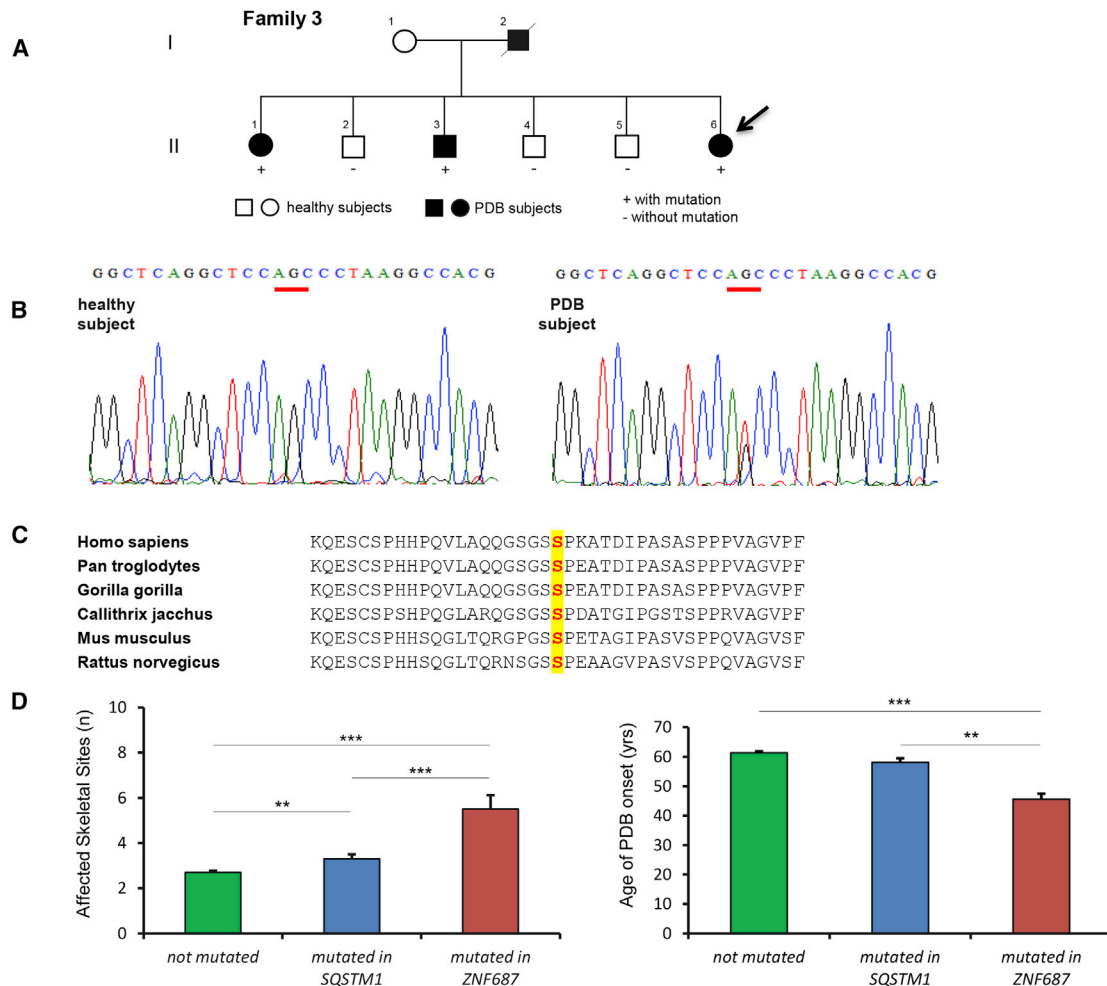 Family 3
A
I
1
2
II
1
2
3
4
5
6
+
-
+
-
-
+
healthy subjects
PDB subjects
+ with mutation
- without mutation
G G C T C A G G C T C C A G C C C T A A G G C C A C G
G G C T C A G G C T C C A G C C C T A A G G C C A C G
B
healthy
subject
PDB
subject
C
Homo sapiens KQESCSPHHPQVLAQQGSGSSPKATDIPASASPPPVAGVPF
Pan troglodytes KQESCSPHHPQVLAQQGSGSSPEATDIPASASPPPVAGVPF
Gorilla gorilla KQESCSPHHPQVLAQQGSGSSPEATDIPASASPPPVAGVPF
Callithrix jacchus KQESCSPSHPQGLARQGSGSSPDATGIPGSTSPPRVAGVPF
Mus musculus KQESCSPHHSQGLTQRGPGSSPETAGIPASVSPPQVAGVSF
Rattus norvegicus KQESCSPHHSQGLTQRNSGSSPEAAGVPASVSPPQVAGVSF
D
Affected Skeletal Sites (n)
10
8
6
4
2
0
***
***
**
not mutated
mutated in
SQSTM1
mutated in
ZNF687
Age of PDB onset (yrs)
70
60
50
40
30
20
10
0
***
**
not mutated
mutated in
SQSTM1
mutated in
ZNF687